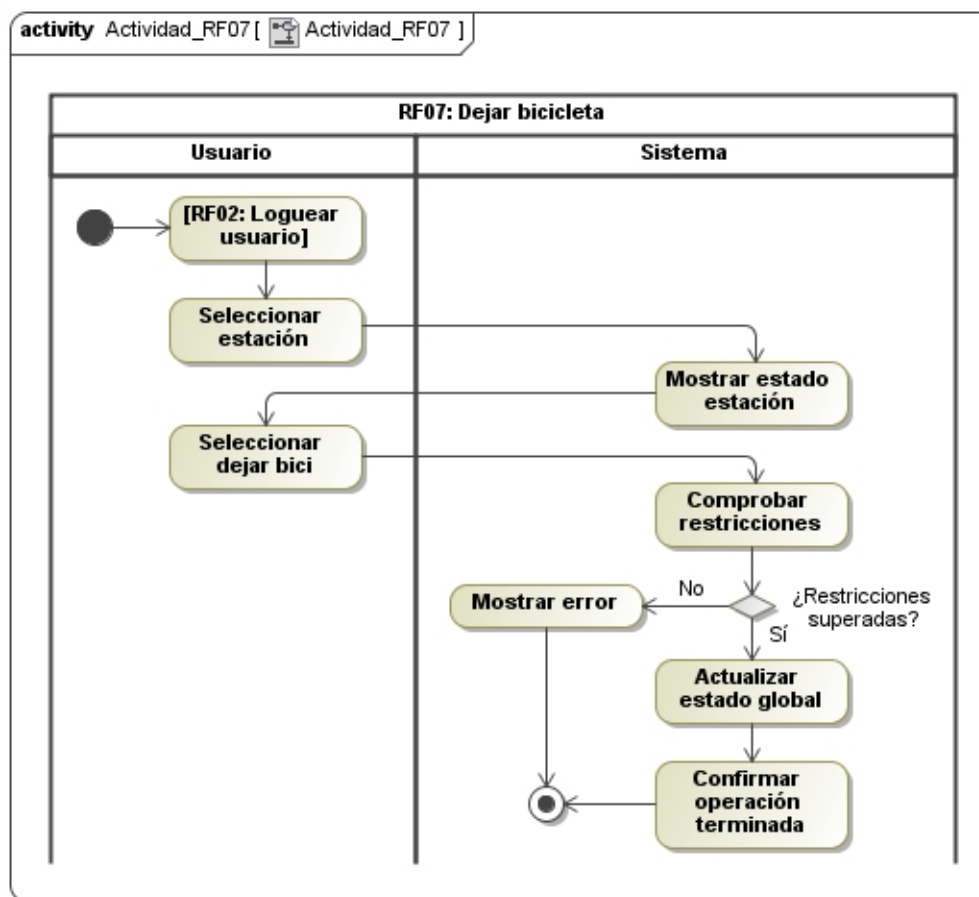 activity Actividad_RF07 [ Actividad_RF07 ]
RF07: Dejar bicicleta
Usuario
Sistema
[RF02: Loguear
usuario]
Seleccionar
estación
Mostrar estado
estación
Seleccionar
dejar bici
Comprobar
restricciones
¿Restricciones
superadas?
No
Mostrar error
Sí
Actualizar
estado global
Confirmar
operación
terminada